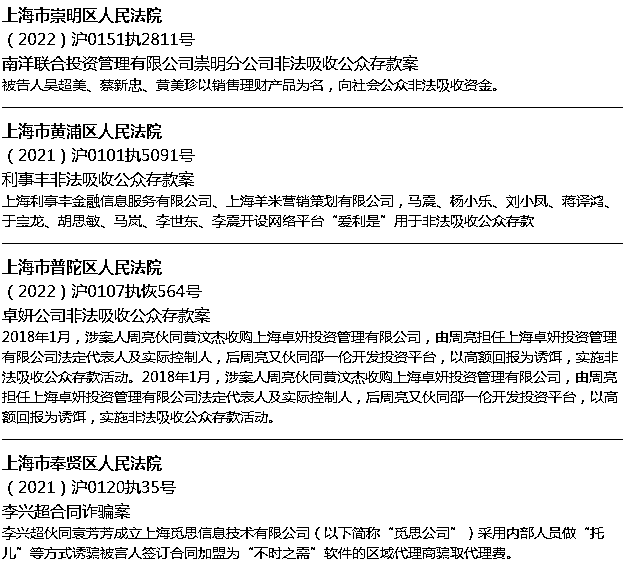 上海市崇明区人民法院
（2022）沪0151执2811号
南洋联合投资管理有限公司崇明分公司非法吸收公众存款案
被告人吴超美、蔡新忠、黄美珍以销售理财产品为名，向社会公众非法吸收资金。
上海市黄浦区人民法院
（2021）沪0101执5091号
利事丰非法吸收公众存款案
上海利事丰金融信息服务有限公司、上海羊米营销策划有限公司，马震、杨小乐、刘小凤、蒋泽鸿、
于宝龙、胡思敏、马岚、李世东、李震开设网络平台“爱利是”用于非法吸收公众存款
上海市普陀区人民法院
（2022）沪0107执恢564号
卓妍公司非法吸收公众存款案
2018年1月，涉案人周亮伙同黄汶杰收购上海卓妍投资管理有限公司，由周亮担任上海卓妍投资管理
有限公司法定代表人及实际控制人，后周亮又伙同邵一伦开发投资平台，以高额回报为诱饵，实施非
法吸收公众存款活动。2018年1月，涉案人周亮伙同黄汶杰收购上海卓妍投资管理有限公司，由周亮
担任上海卓妍投资管理有限公司法定代表人及实际控制人，后周亮又伙同邵一伦开发投资平台，以高
额回报为诱饵，实施非法吸收公众存款活动。
上海市奉贤区人民法院
（2021）沪0120执35号
李兴超合同诈骗案
李兴超伙同袁芳芳成立上海觅思信息技术有限公司（以下简称“觅思公司”）采用内部人员做“托
儿”等方式诱骗被害人签订合同加盟为“不时之需”软件的区域代理商骗取代理费。